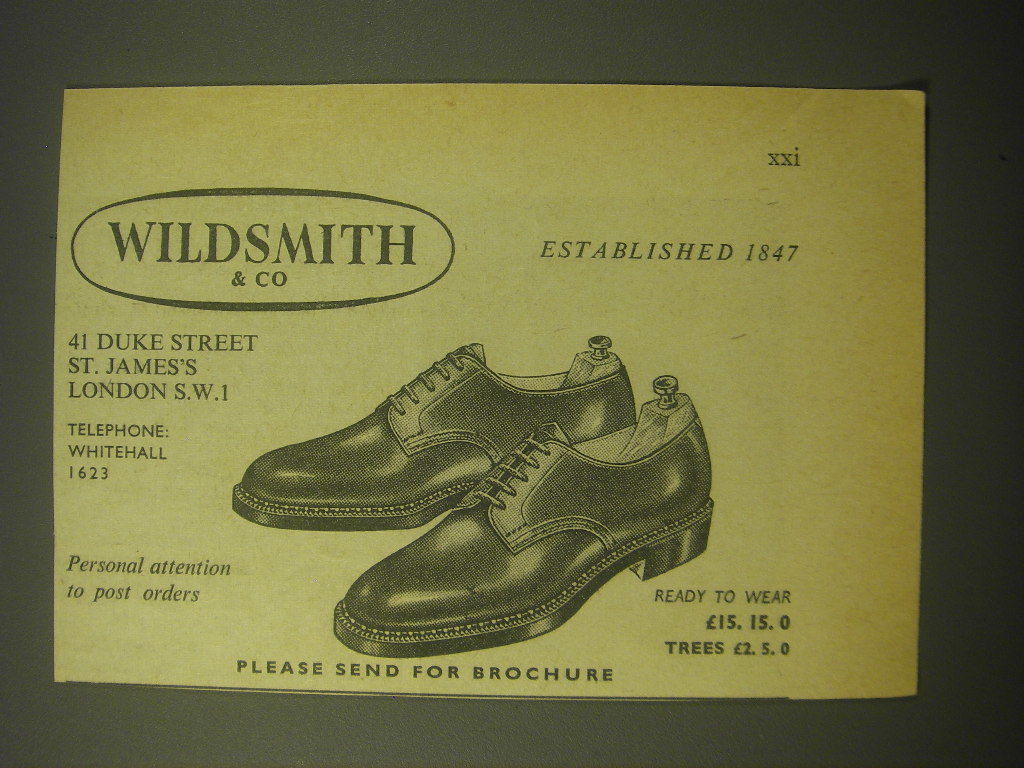 xxi
WILDSMITH
& CO
ESTABLISHED 1847
41 DUKE STREET
ST. JAMES'S
LONDON S.W.1
TELEPHONE:
WHITEHALL
1623
Personal attention
to post orders
READY TO WEAR
£15. 15. 0
TREES £2. 5. 0
PLEASE SEND FOR BROCHURE